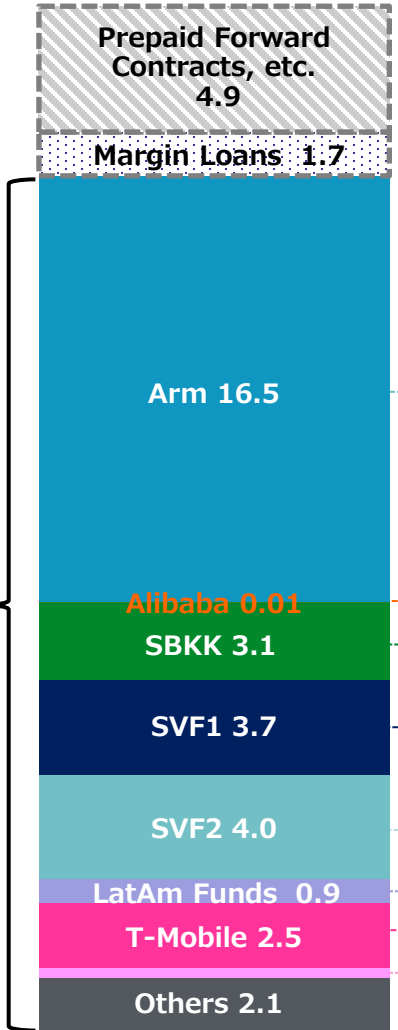 Prepaid Forward
Contracts, etc.
4.9
Margin Loans 1.7
Arm 16.5
Alibaba 0.01
SBKK 3.1
SVF1 3.7
SVF2 4.0
LatAm Funds 0.9
T-Mobile 2.5
Others 2.1